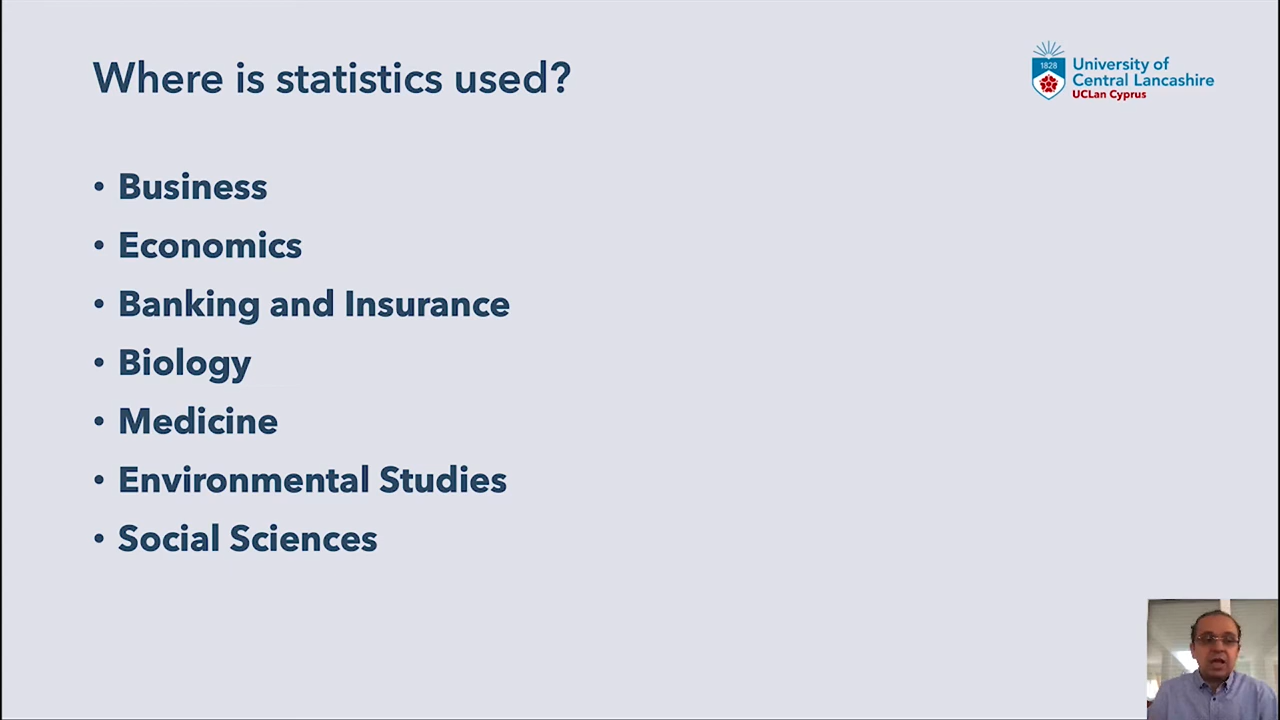 Where is statistics used?
1828
University of
Central Lancashire
UCLan Cyprus
• Business
• Economics
• Banking and Insurance
• Biology
• Medicine
• Environmental Studies
• Social Sciences